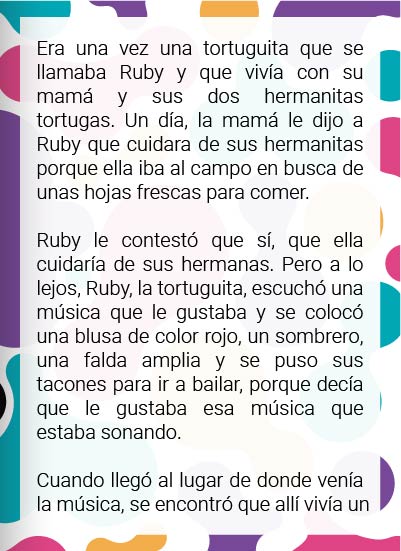 Era una vez una tortuguita que se
llamaba Ruby y que vivía con su
mamá y sus dos hermanitas
tortugas. Un día, la mamá le dijo a
Ruby que cuidara de sus hermanitas
porque ella iba al campo en busca de
unas hojas frescas para comer.

Ruby le contestó que sí, que ella
cuidaría de sus hermanas. Pero a lo
lejos, Ruby, la tortuguita, escuchó una
música que le gustaba y se colocó
una blusa de color rojo, un sombrero,
una falda amplia y se puso sus
tacones para ir a bailar, porque decía
que le gustaba esa música que
estaba sonando.

Cuando llegó al lugar de donde venía
la música, se encontró que allí vivía un